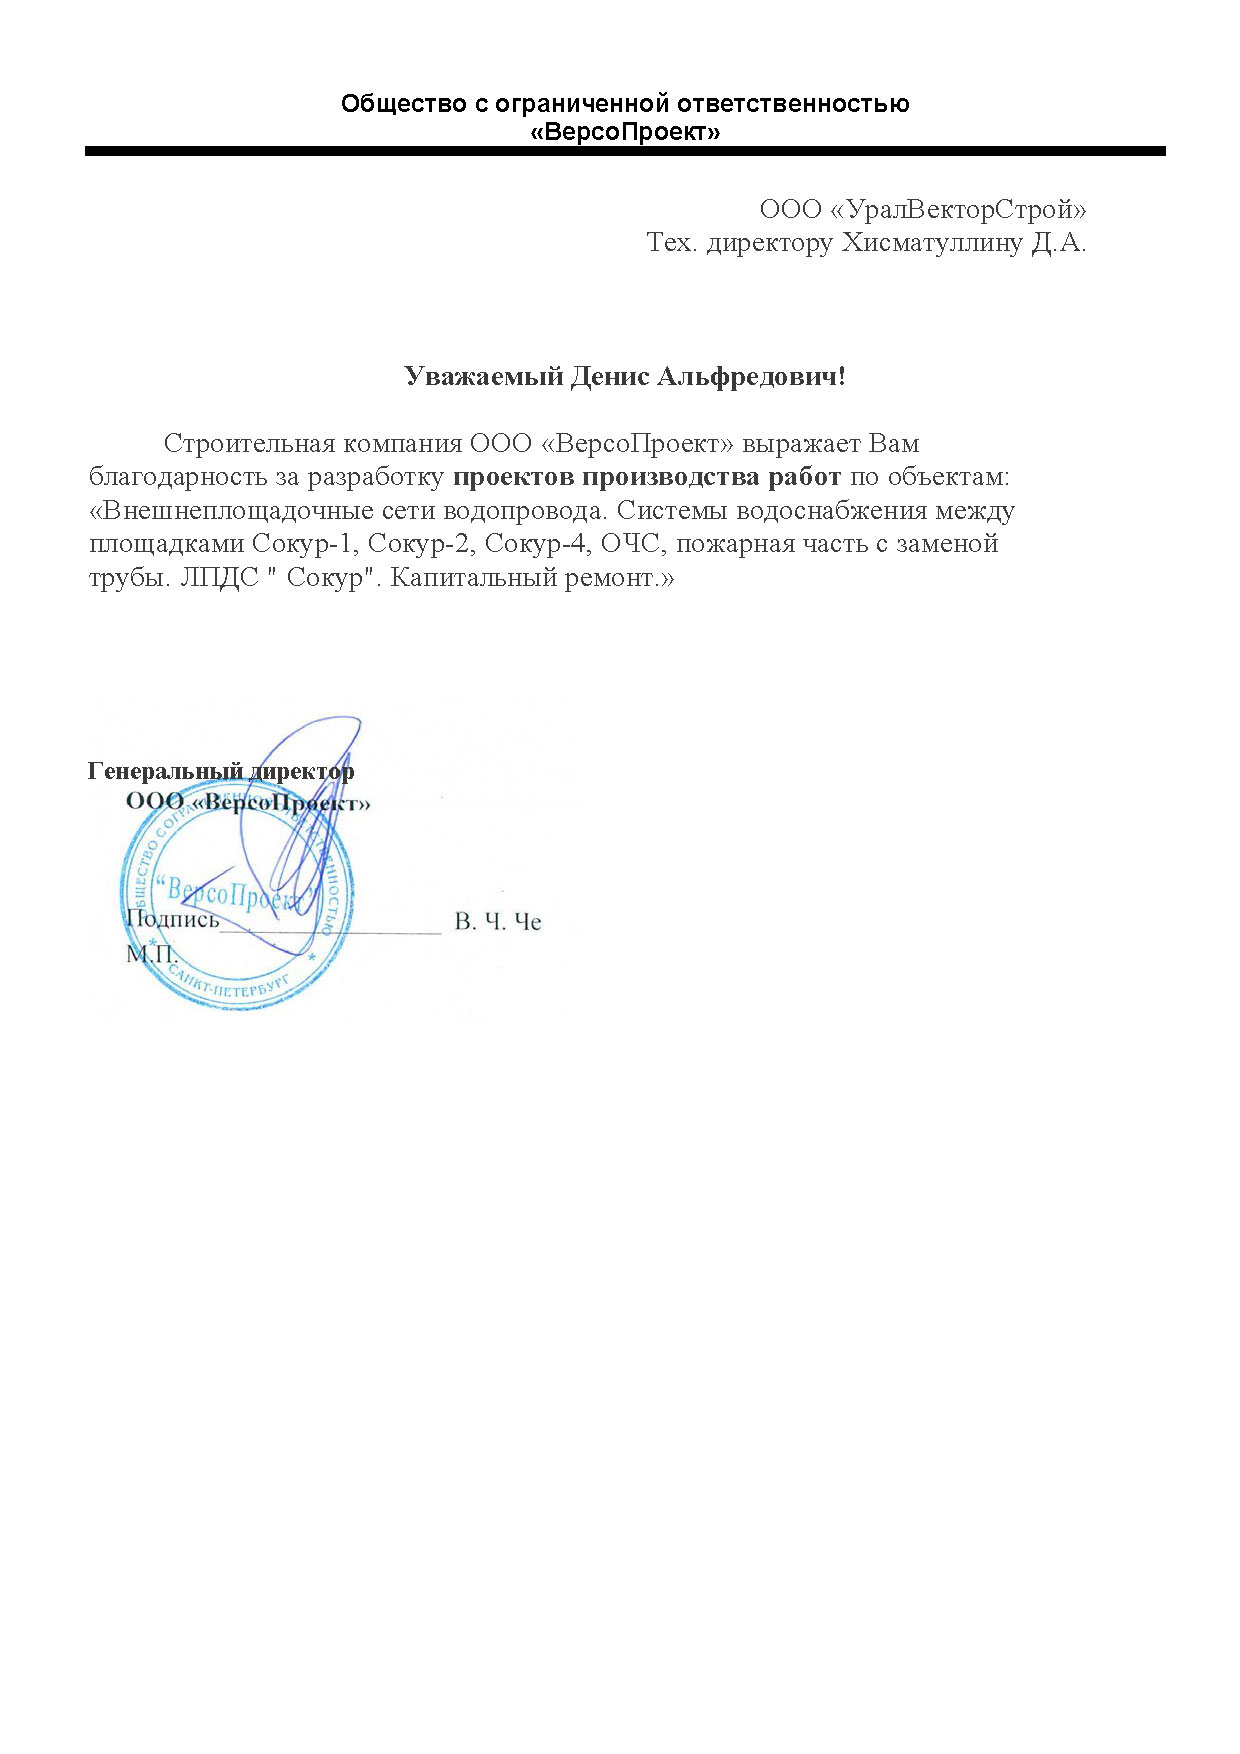 Общество с ограниченной ответственностью
«ВерсоПроект»
ООО «УралВекторСтрой»
Тех. директору Хисматуллину Д.А.
Уважаемый Денис Альфредович!
Строительная компания ООО «ВерсоПроект» выражает Вам
благодарность за разработку проектов производства работ по объектам:
«Внешнеплощадочные сети водопровода. Системы водоснабжения между
площадками Сокур-1, Сокур-2, Сокур-4, ОЧС, пожарная часть с заменой
трубы. ЛПДС " Сокур". Капитальный ремонт.»
Генеральный директор
ООО «ВерсоПроект»
ОБЩЕСТВО С ОГРАНИЧЕННОЙ ОТВЕТСТВЕННОСТЬЮ
“ВерсоПроект”
Подпись____________________ В. Ч. Че
М.П.
* САНКТ-ПЕТЕРБУРГ *